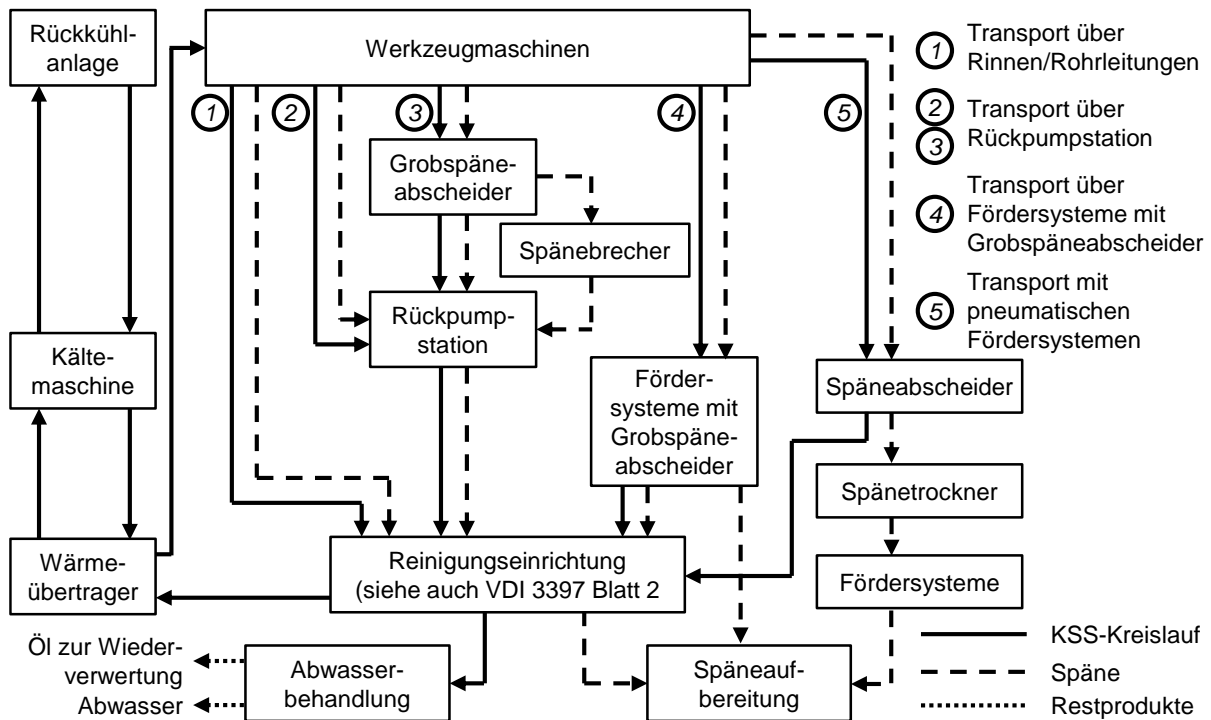 Rückkühl-
anlage
Werkzeugmaschinen
1
2
3
4
5
1
Transport über
Rinnen/Rohrleitungen
2
3
Transport über
Rückpumpstation
4
Transport über
Fördersysteme mit
Grobspäneabscheider
5
Transport mit
pneumatischen
Fördersystemen
Grobspäne-
abscheider
Spänebrecher
Rückpump-
station
Kälte-
maschine
Förder-
systeme mit
Grobspäne-
abscheider
Späneabscheider
Spänetrockner
Wärme-
übertrager
Reinigungseinrichtung
(siehe auch VDI 3397 Blatt 2
Fördersysteme
Öl zur Wieder-
verwertung
Abwasser
Abwasser-
behandlung
Späneauf-
bereitung
KSS-Kreislauf
Späne
Restprodukte